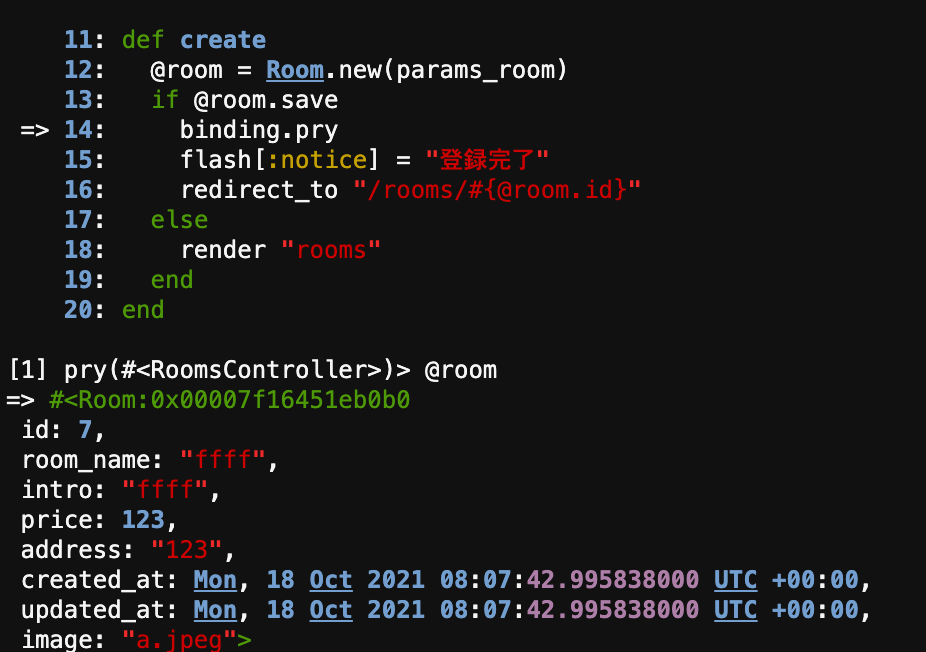 11: def create
12:   @room = Room.new(params_room)
13:   if @room.save
=> 14:     binding.pry
15:     flash[:notice] = "登録完了"
16:     redirect_to "/rooms/#{@room.id}"
17:   else
18:     render "rooms"
19:   end
20: end
[1] pry(#<RoomsController>)> @room
=> #<Room:0x00007f16451eb0b0
id: 7,
room_name: "ffff",
intro: "ffff",
price: 123,
address: "123",
created_at: Mon, 18 Oct 2021 08:07:42.995838000 UTC +00:00,
updated_at: Mon, 18 Oct 2021 08:07:42.995838000 UTC +00:00,
image: "a.jpeg">